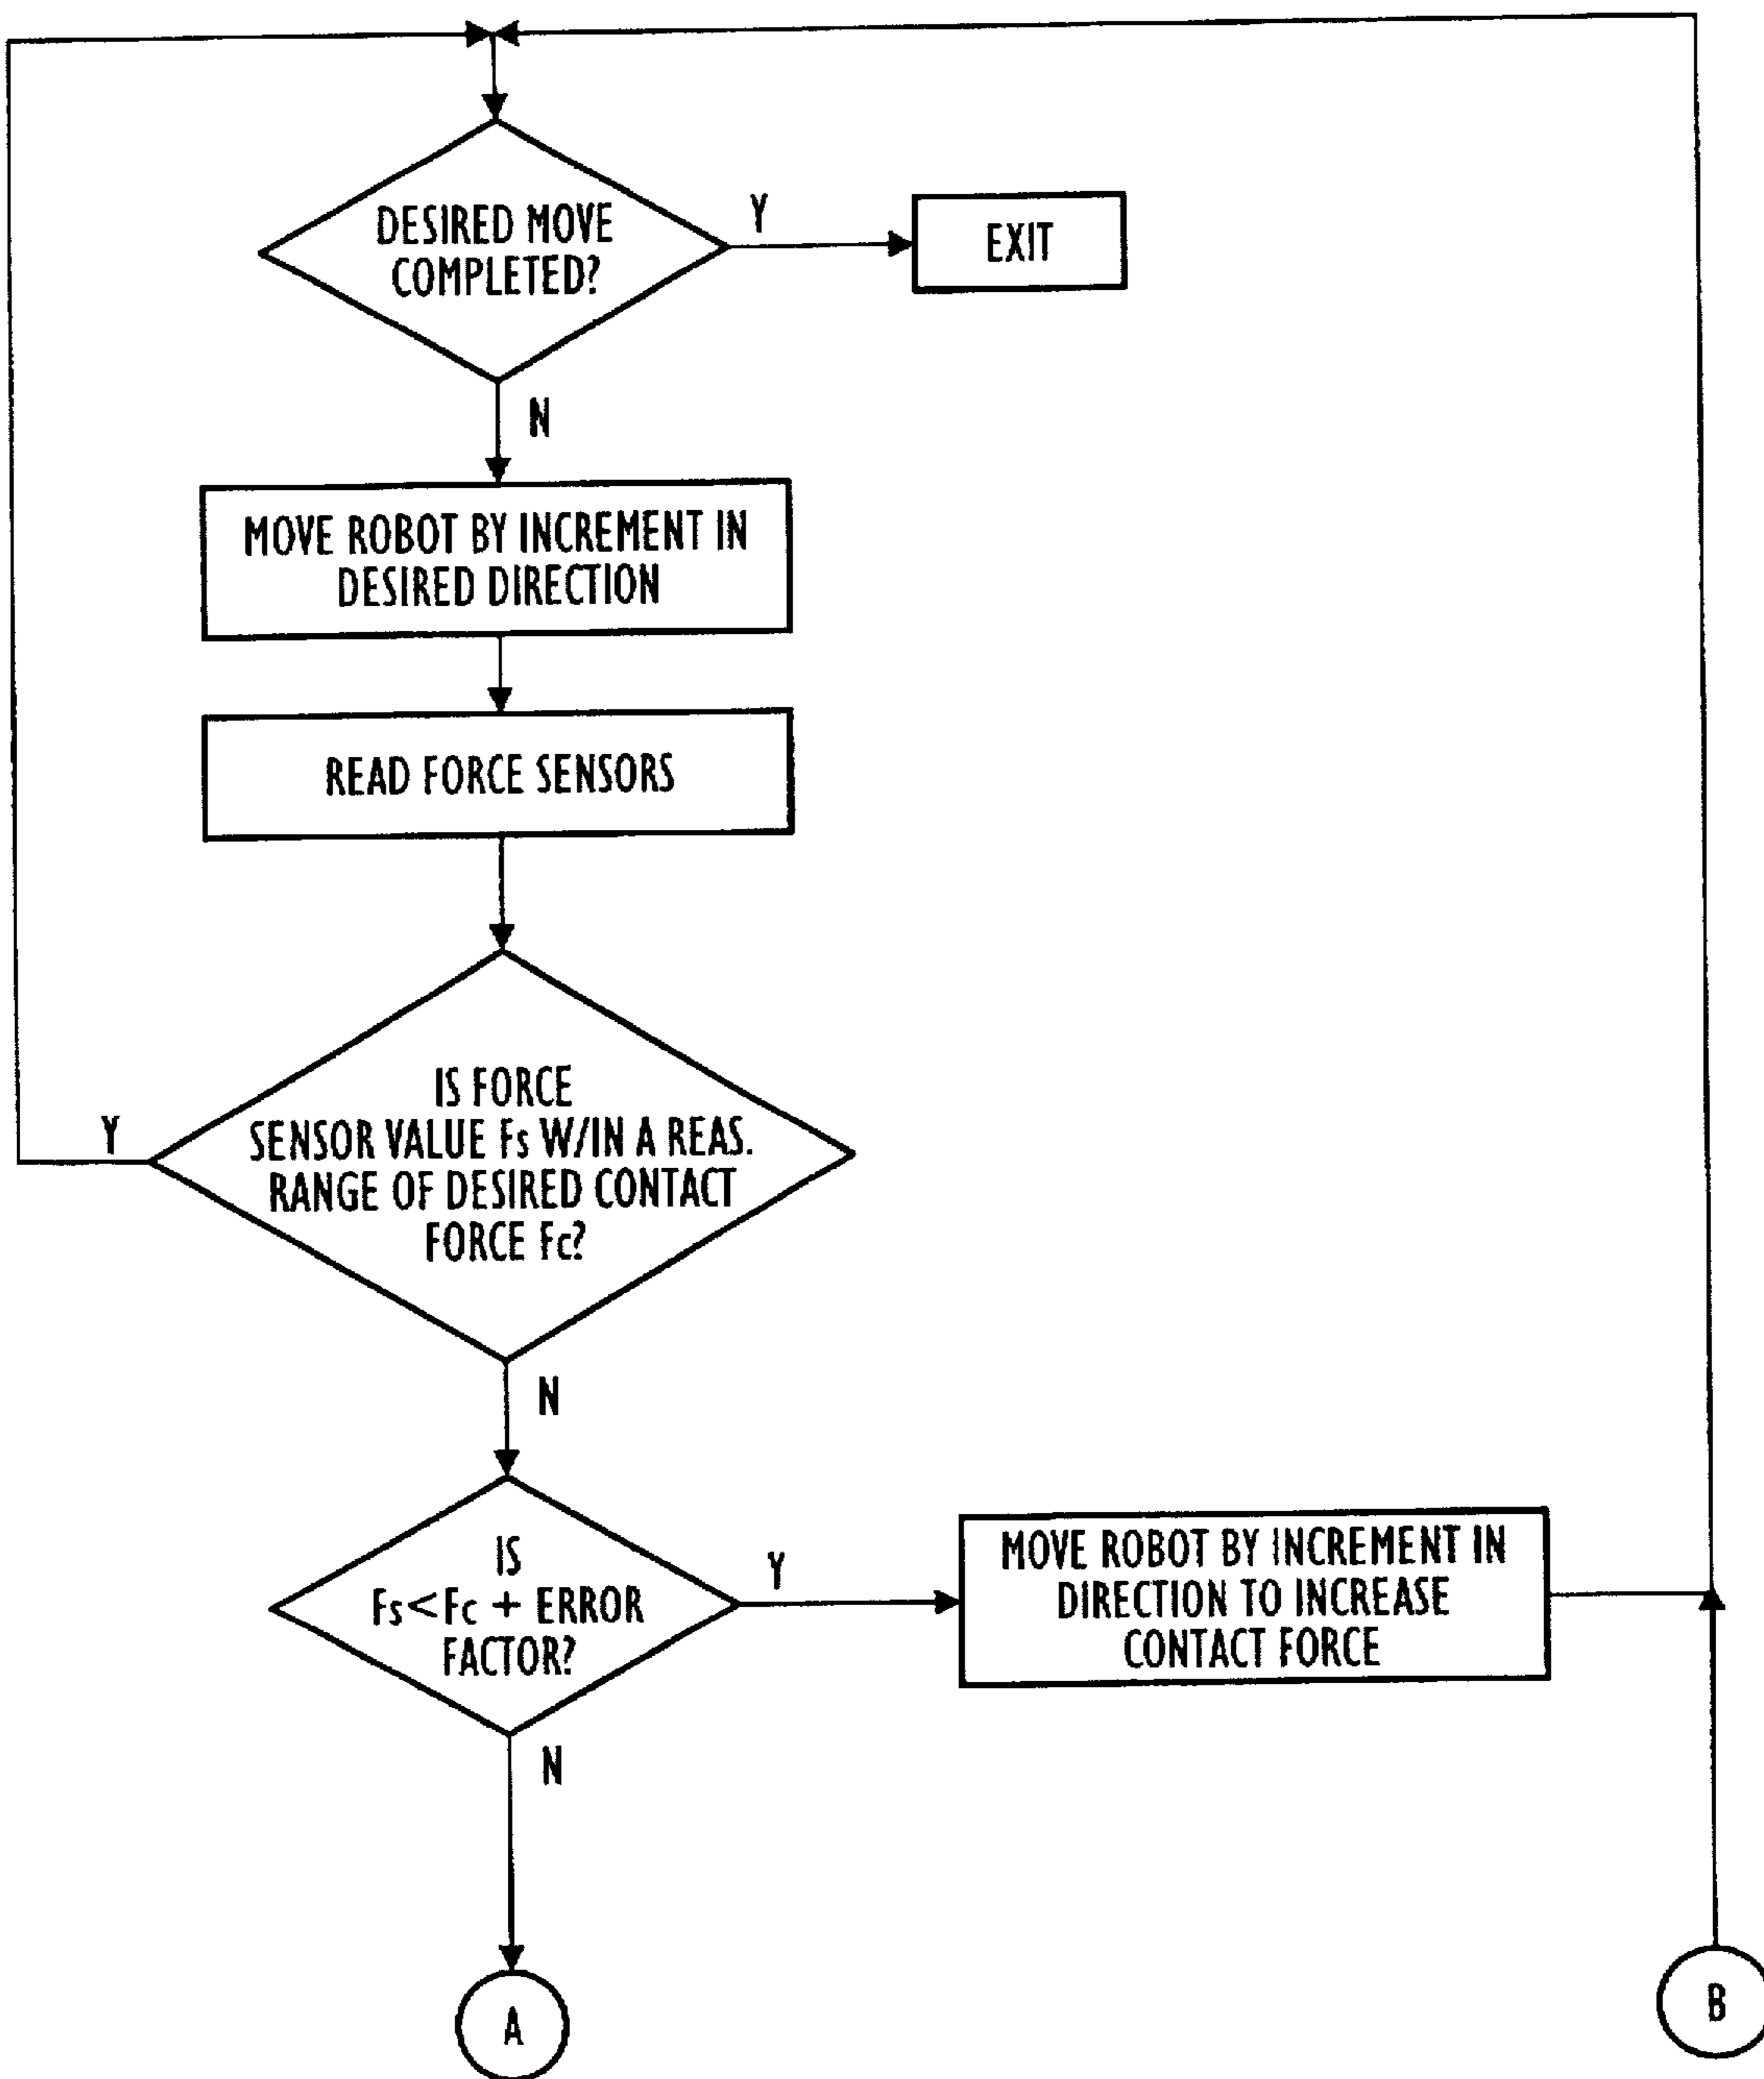 DESIRED MOVE
COMPLETED?
Y
EXIT
N
MOVE ROBOT BY INCREMENT IN
DESIRED DIRECTION
READ FORCE SENSORS
IS FORCE
SENSOR VALUE Fs W/IN A REAS.
RANGE OF DESIRED CONTACT
FORCE Fc?
Y
N
IS
Fs<Fc + ERROR
FACTOR?
Y
MOVE ROBOT BY INCREMENT IN
DIRECTION TO INCREASE
CONTACT FORCE
N
A
B